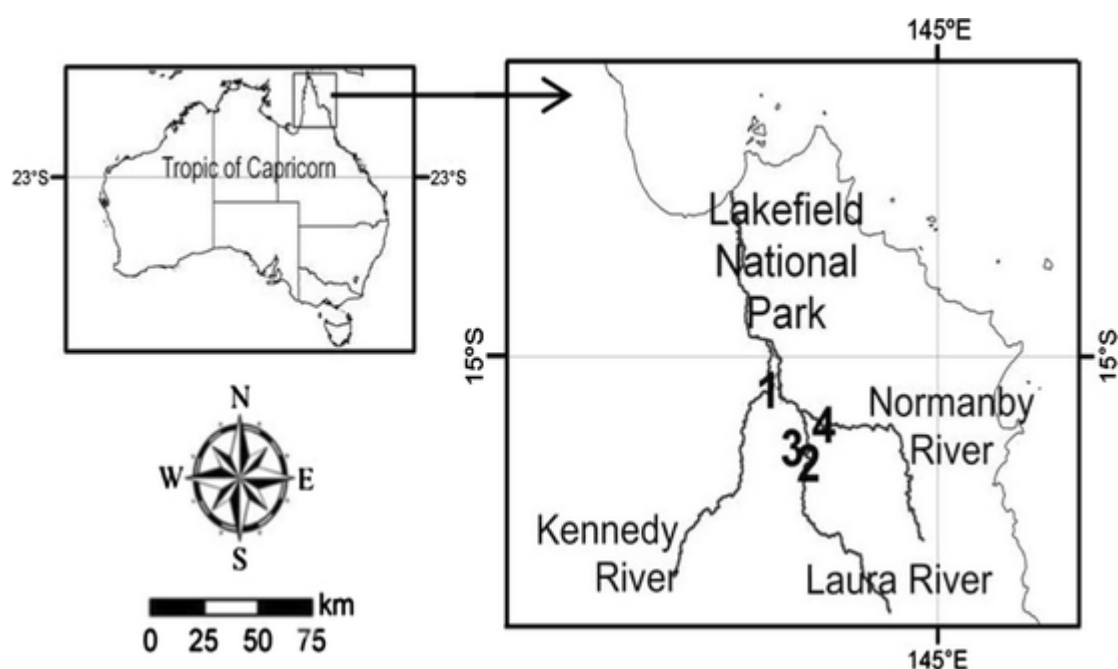 145°E
Tropic of Capricorn
23°S
23°S
Lakefield
National
Park
15°S
15°S
1
Normanby
River
4
3
2
Kennedy
River
Laura River
145°E
N
W
E
S
km
0 25 50 75